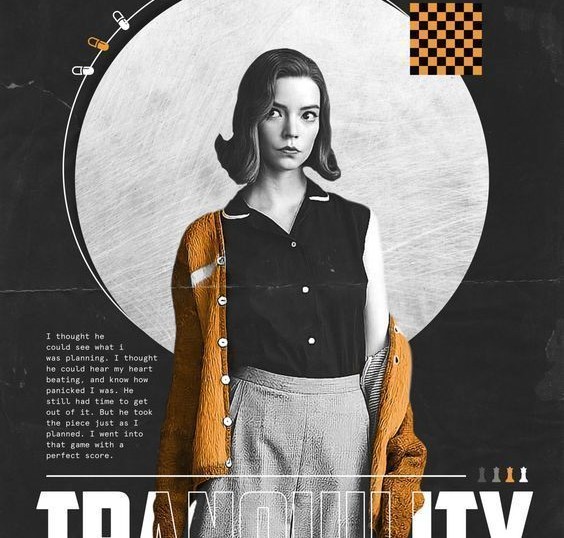 I thought he
could see what i
was planning. I thought
he could hear my heart
beating, and know how
panicked I was. He
still had time to get
out of it. But he took
the piece just as I
planned. I went into
that game with a
perfect score.
TRANQUILITY